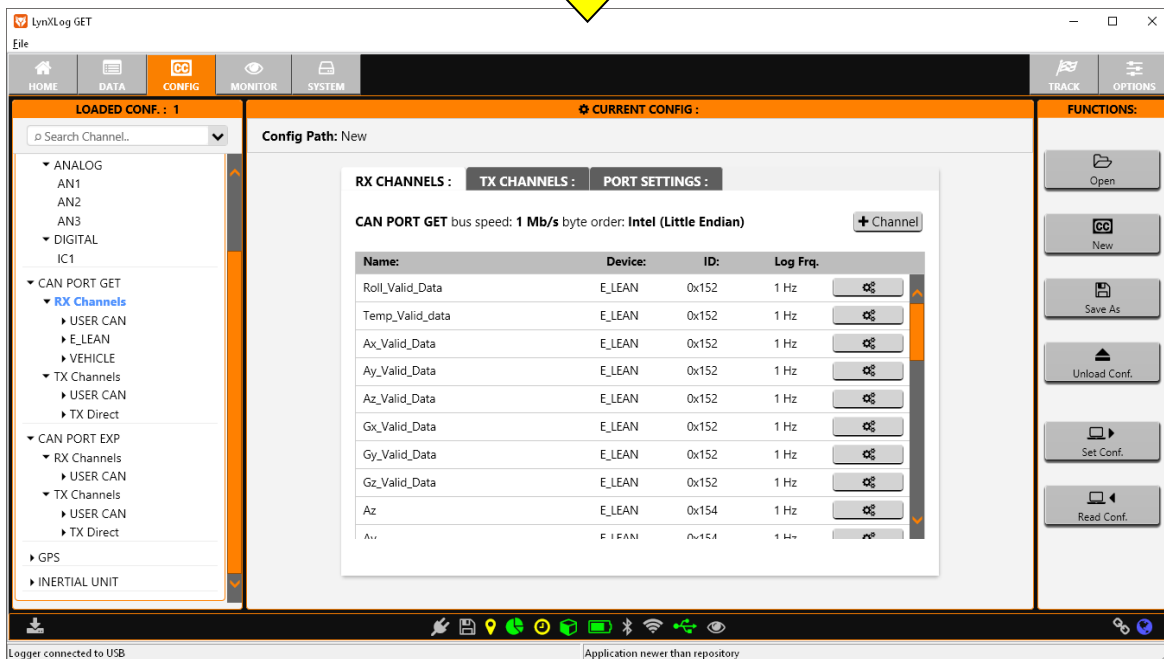 LynXLog GET
File
HOME DATA CONFIG MONITOR SYSTEM TRACK OPTIONS
LOADED CONF. : 1
CURRENT CONFIG :
FUNCTIONS:
Search Channel..
Config Path: New
ANALOG
AN1
AN2
AN3
DIGITAL
IC1
CAN PORT GET
RX Channels
USER CAN
E_LEAN
VEHICLE
TX Channels
USER CAN
TX Direct
CAN PORT EXP
RX Channels
USER CAN
TX Channels
USER CAN
TX Direct
GPS
INERTIAL UNIT
RX CHANNELS : TX CHANNELS : PORT SETTINGS :
CAN PORT GET bus speed: 1 Mb/s byte order: Intel (Little Endian)
+ Channel
Name: Device: ID: Log Frq.
Roll_Valid_Data E_LEAN 0x152 1 Hz
Temp_Valid_data E_LEAN 0x152 1 Hz
Ax_Valid_Data E_LEAN 0x152 1 Hz
Ay_Valid_Data E_LEAN 0x152 1 Hz
Az_Valid_Data E_LEAN 0x152 1 Hz
Gx_Valid_Data E_LEAN 0x152 1 Hz
Gy_Valid_Data E_LEAN 0x152 1 Hz
Gz_Valid_Data E_LEAN 0x152 1 Hz
Az E_LEAN 0x154 1 Hz
E_LEAN 0x154 1 Hz
Open
CC
New
Save As
Unload Conf.
Set Conf.
Read Conf.
Logger connected to USB
Application newer than repository